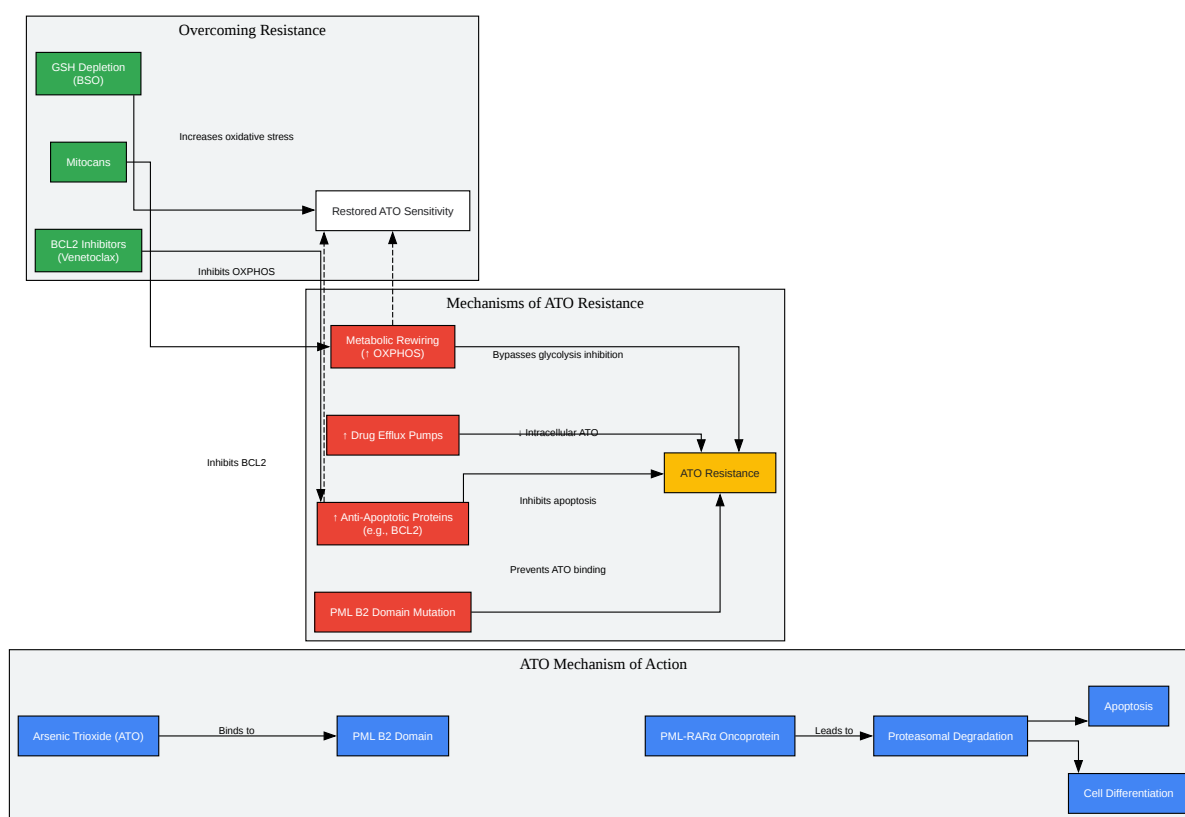 Overcoming Resistance
GSH Depletion
(BSO)
Increases oxidative stress
Mitocans
Restored ATO Sensitivity
BCL2 Inhibitors
(Venetoclax)
Inhibits OXPHOS
Mechanisms of ATO Resistance
Metabolic Rewiring
(↑ OXPHOS)
Bypasses glycolysis inhibition
↑ Drug Efflux Pumps
↓ Intracellular ATO
Inhibits BCL2
ATO Resistance
Inhibits apoptosis
↑ Anti-Apoptotic Proteins
(e.g., BCL2)
Prevents ATO binding
PML B2 Domain Mutation
ATO Mechanism of Action
Arsenic Trioxide (ATO)
Binds to
PML B2 Domain
PML-RARα Oncoprotein
Leads to
Proteasomal Degradation
Apoptosis
Cell Differentiation